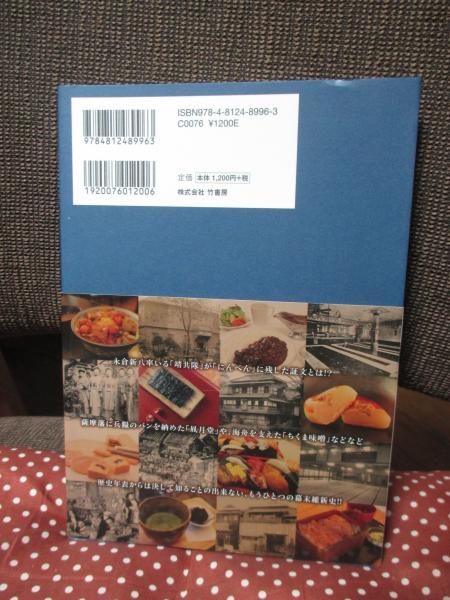 ISBN978-4-8124-8996-3
C0076 ¥1200E
9784812489963
1920076012006
定価 本体 1,200円+税
株式会社 竹書房
永倉新八率いる「靖共隊」が「にんべん」に残した証文とは!?
薩摩藩に兵糧のパンを納めた「凮月堂」や、海舟を支えた「ちくま味噌」などなど
歴史年表からは決して知ることの出来ない、もうひとつの幕末維新史!!